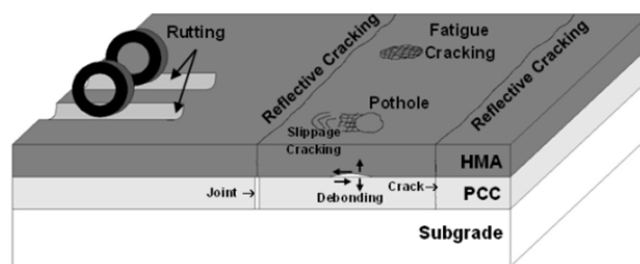 Rutting
Fatigue
Cracking
Reflective Cracking
Reflective Cracking
Pothole
Slippage
Cracking
HMA
Joint
Debonding
Crack
PCC
Subgrade